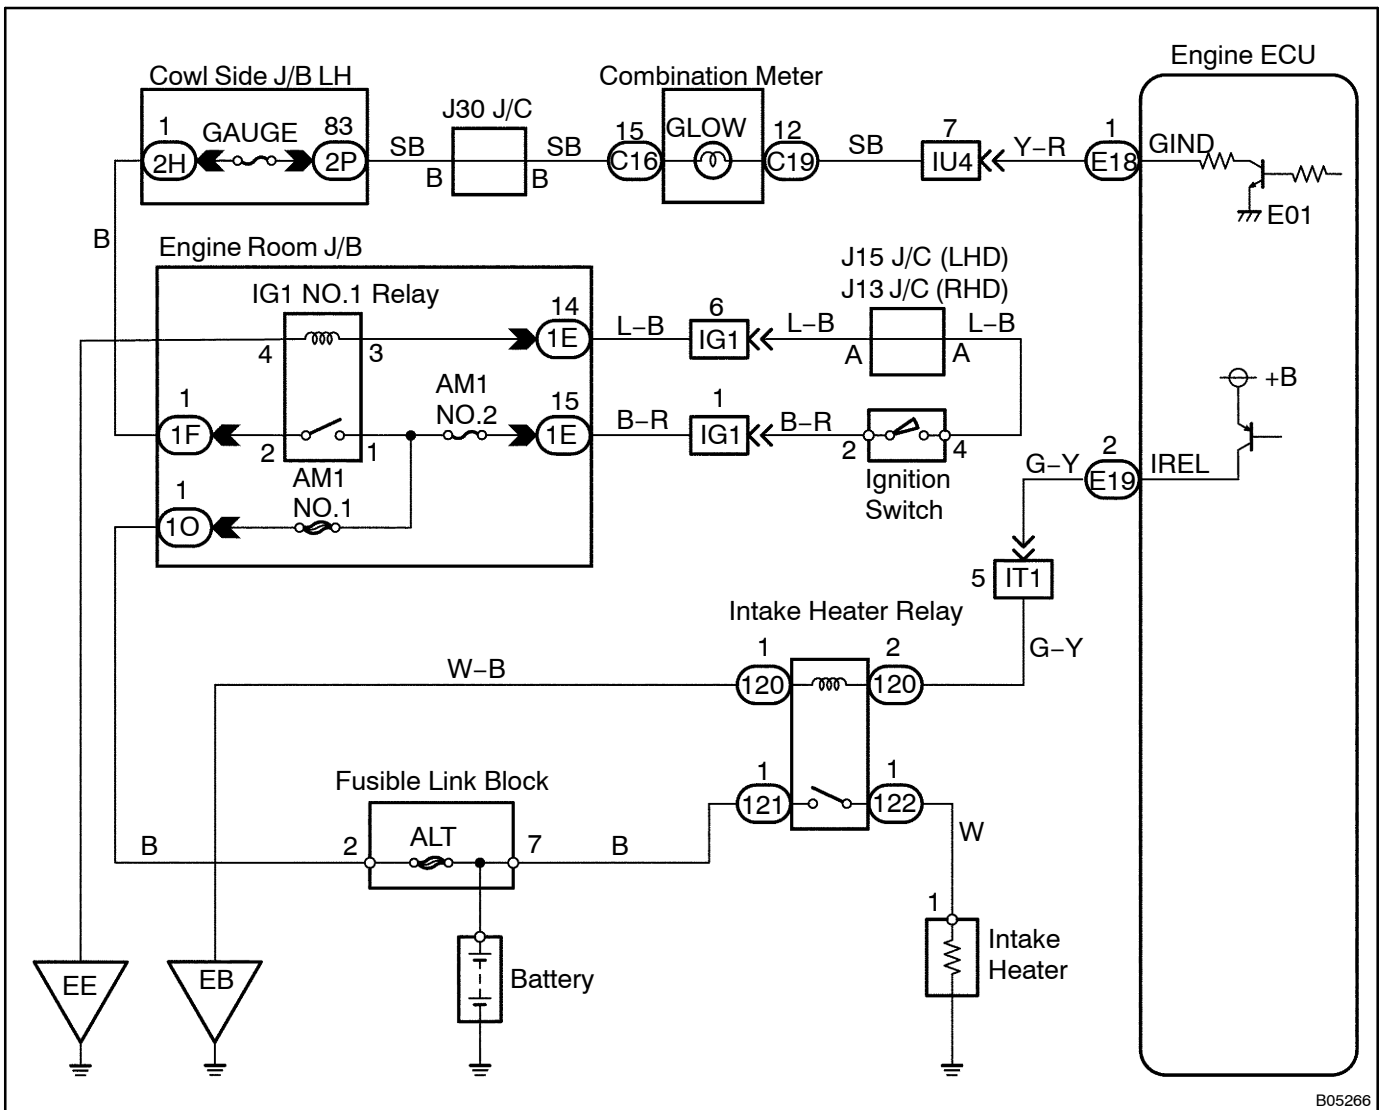 Engine ECU
Cowl Side J/B LH
Combination Meter
J30 J/C
1
GAUGE
83
2H
2P
SB
SB
B
B
15
GLOW
12
C16
C19
SB
7
IU4
Y–R
1
E18
GIND
E01
B
Engine Room J/B
IG1 NO.1 Relay
4
3
14
1E
L–B
6
IG1
L–B
J15 J/C (LHD)
J13 J/C (RHD)
A
A
L–B
1
1F
2
1
AM1
NO.2
15
1E
B–R
1
IG1
B–R
2
4
Ignition
Switch
+B
1
1O
AM1
NO.1
G–Y
2
E19
IREL
5
IT1
G–Y
Intake Heater Relay
1
120
2
120
W–B
1
121
1
122
W
Fusible Link Block
B
2
ALT
7
B
Battery
1
Intake
Heater
EE
EB
B05266